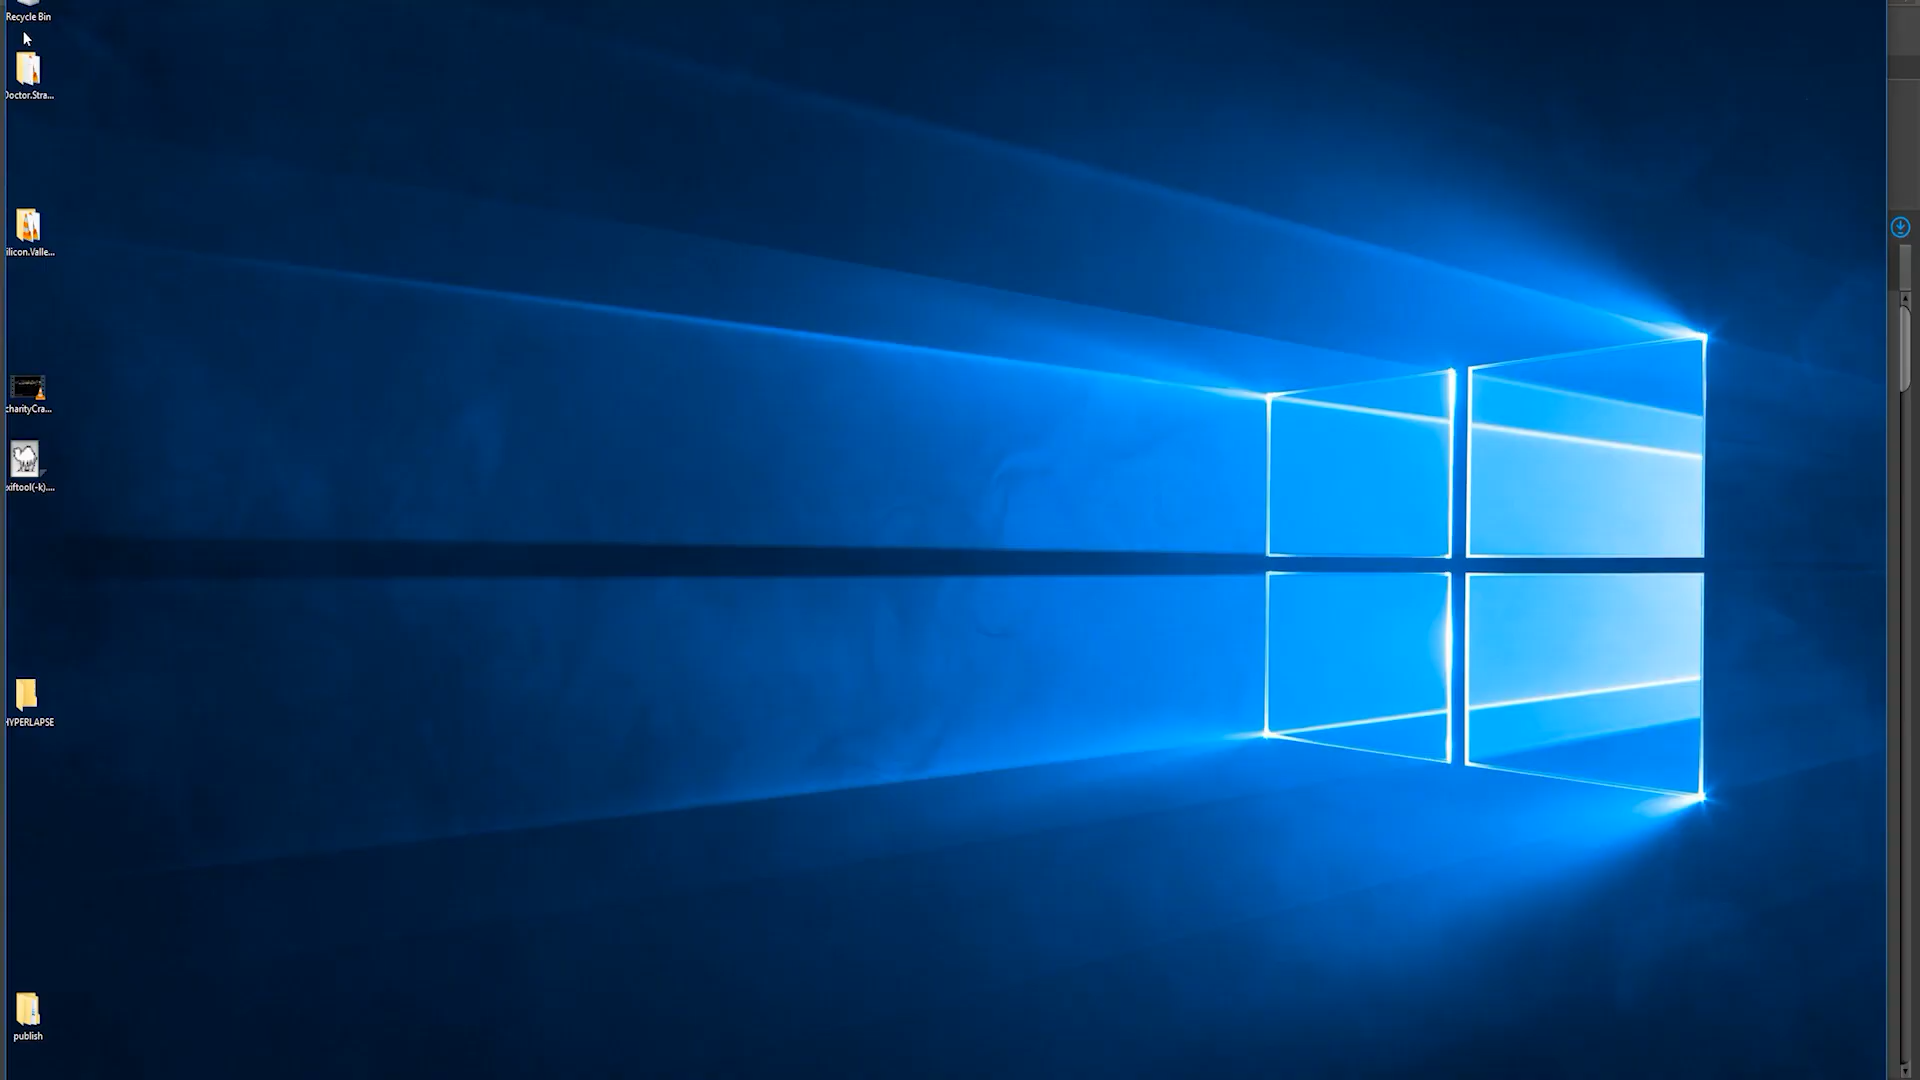 Recycle Bin
Doctor.Stra...
ilicon.Valle...
charityCra...
xiftool(-k)....
HYPERLAPSE
publish